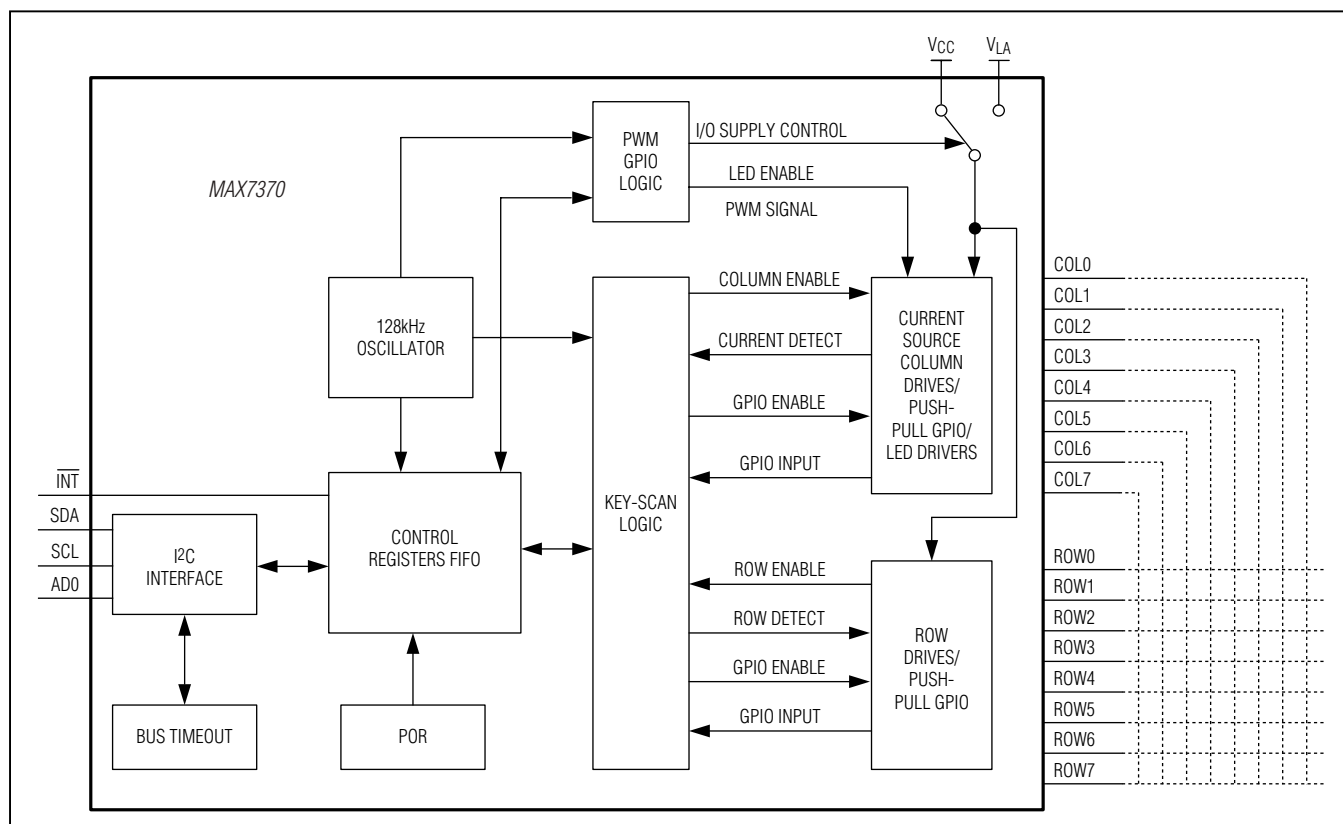 VCC
VLA
MAX7370
PWM
GPIO
LOGIC
I/O SUPPLY CONTROL
LED ENABLE
PWM SIGNAL
128kHz
OSCILLATOR
COLUMN ENABLE
CURRENT DETECT
GPIO ENABLE
GPIO INPUT
CURRENT
SOURCE
COLUMN
DRIVES/
PUSH-
PULL GPIO/
LED DRIVERS
COL0
COL1
COL2
COL3
COL4
COL5
COL6
COL7
INT
SDA
SCL
AD0
I2C
INTERFACE
CONTROL
REGISTERS FIFO
KEY-SCAN
LOGIC
ROW ENABLE
ROW DETECT
GPIO ENABLE
GPIO INPUT
ROW
DRIVES/
PUSH-
PULL GPIO
ROW0
ROW1
ROW2
ROW3
ROW4
ROW5
ROW6
ROW7
BUS TIMEOUT
POR